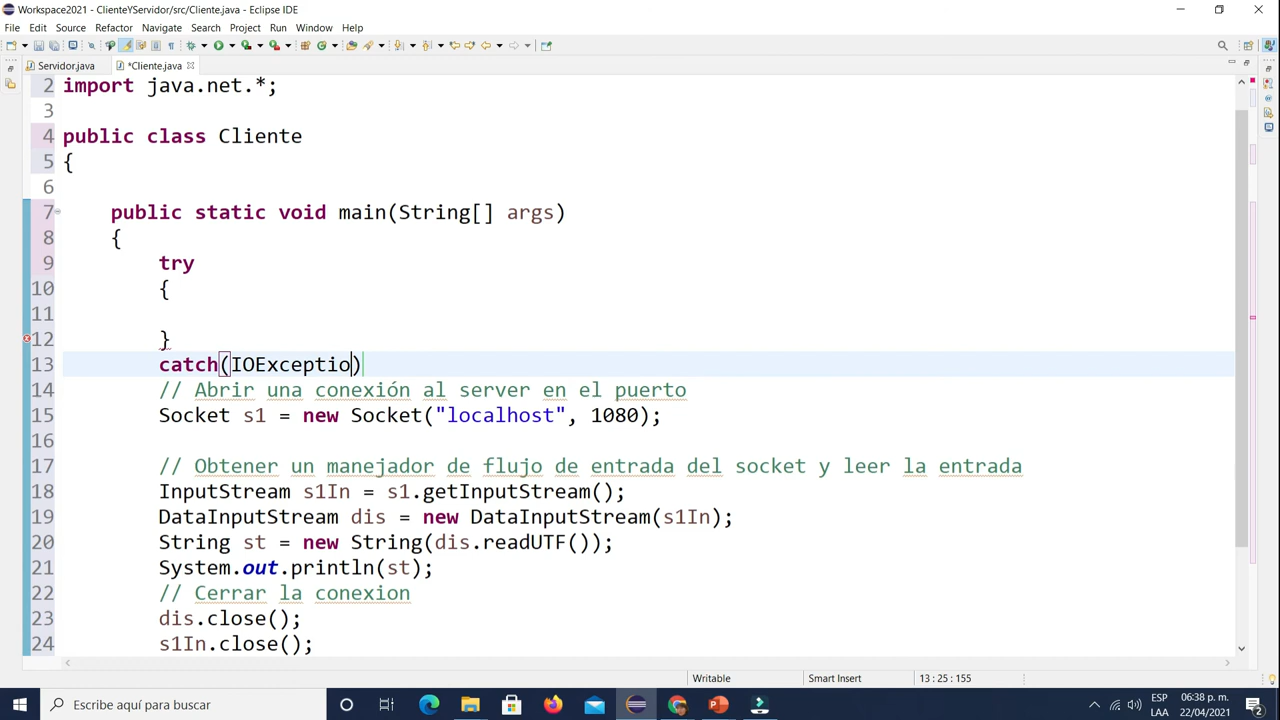 Workspace2021 - ClienteYServidor/src/Cliente.java - Eclipse IDE
File Edit Source Refactor Navigate Search Project Run Window Help
Servidor.java *Cliente.java
2 import java.net.*;
3
4 public class Cliente
5 {
6
7 public static void main(String[] args)
8 {
9 try
10 {
11
12 }
13 catch(IOExceptio)
14 // Abrir una conexión al server en el puerto
15 Socket s1 = new Socket("localhost", 1080);
16
17 // Obtener un manejador de flujo de entrada del socket y leer la entrada
18 InputStream s1In = s1.getInputStream();
19 DataInputStream dis = new DataInputStream(s1In);
20 String st = new String(dis.readUTF());
21 System.out.println(st);
22 // Cerrar la conexion
23 dis.close();
24 s1In.close();
Writable Smart Insert 13 : 25 : 155
Escribe aquí para buscar
ESP 06:38 p. m.
LAA 22/04/2021 2